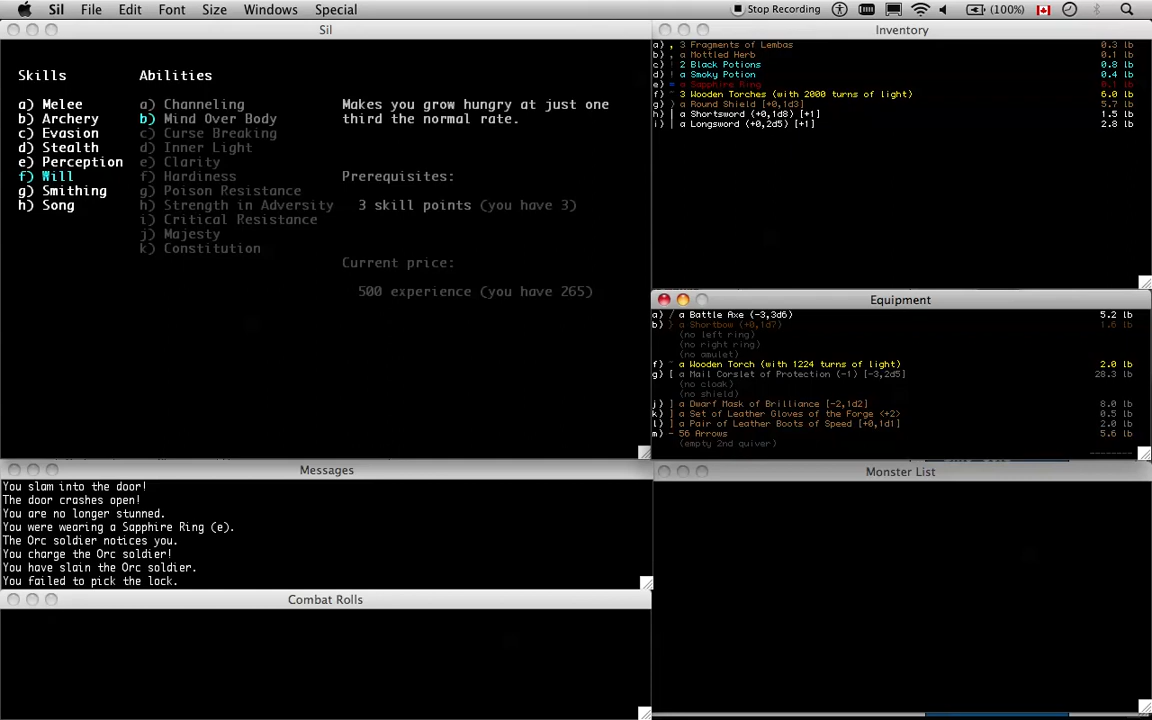 Sil File Edit Font Size Windows Special Stop Recording (100%)
Sil
Skills Abilities
a) Melee a) Channeling Makes you grow hungry at just one
b) Archery b) Mind Over Body third the normal rate.
c) Evasion c) Curse Breaking
d) Stealth d) Inner Light
e) Perception e) Clarity
f) Will f) Hardiness Prerequisites:
g) Smithing g) Poison Resistance
h) Song h) Strength in Adversity 3 skill points (you have 3)
i) Critical Resistance
j) Majesty
k) Constitution Current price:
500 experience (you have 265)
Inventory
a) , 3 Fragments of Lembas 0.3 lb
b) , a Mottled Herb 0.1 lb
c) ! 2 Black Potions 0.8 lb
d) ! a Smoky Potion 0.4 lb
e) = a Sapphire Ring 0.1 lb
f) ~ 3 Wooden Torches (with 2000 turns of light) 6.0 lb
g) ) a Round Shield [+0,1d3] 5.7 lb
h) | a Shortsword (+0,1d8) [+1] 1.5 lb
i) | a Longsword (+0,2d5) [+1] 2.8 lb
Equipment
a) / a Battle Axe (-3,3d6) 5.2 lb
b) } a Shortbow (+0,1d7) 1.6 lb
(no left ring)
(no right ring)
(no amulet)
f) ~ a Wooden Torch (with 1224 turns of light) 2.0 lb
g) [ a Mail Corslet of Protection (-1) [-3,2d5] 28.3 lb
(no cloak)
(no shield)
j) ] a Dwarf Mask of Brilliance [-2,1d2] 8.0 lb
k) ] a Set of Leather Gloves of the Forge <+2> 0.5 lb
l) ] a Pair of Leather Boots of Speed [+0,1d1] 2.0 lb
m) - 56 Arrows 5.6 lb
(empty 2nd quiver) --------
Messages
You slam into the door!
The door crashes open!
You are no longer stunned.
You were wearing a Sapphire Ring (e).
The Orc soldier notices you.
You charge the Orc soldier!
You have slain the Orc soldier.
You failed to pick the lock.
Monster List
Combat Rolls